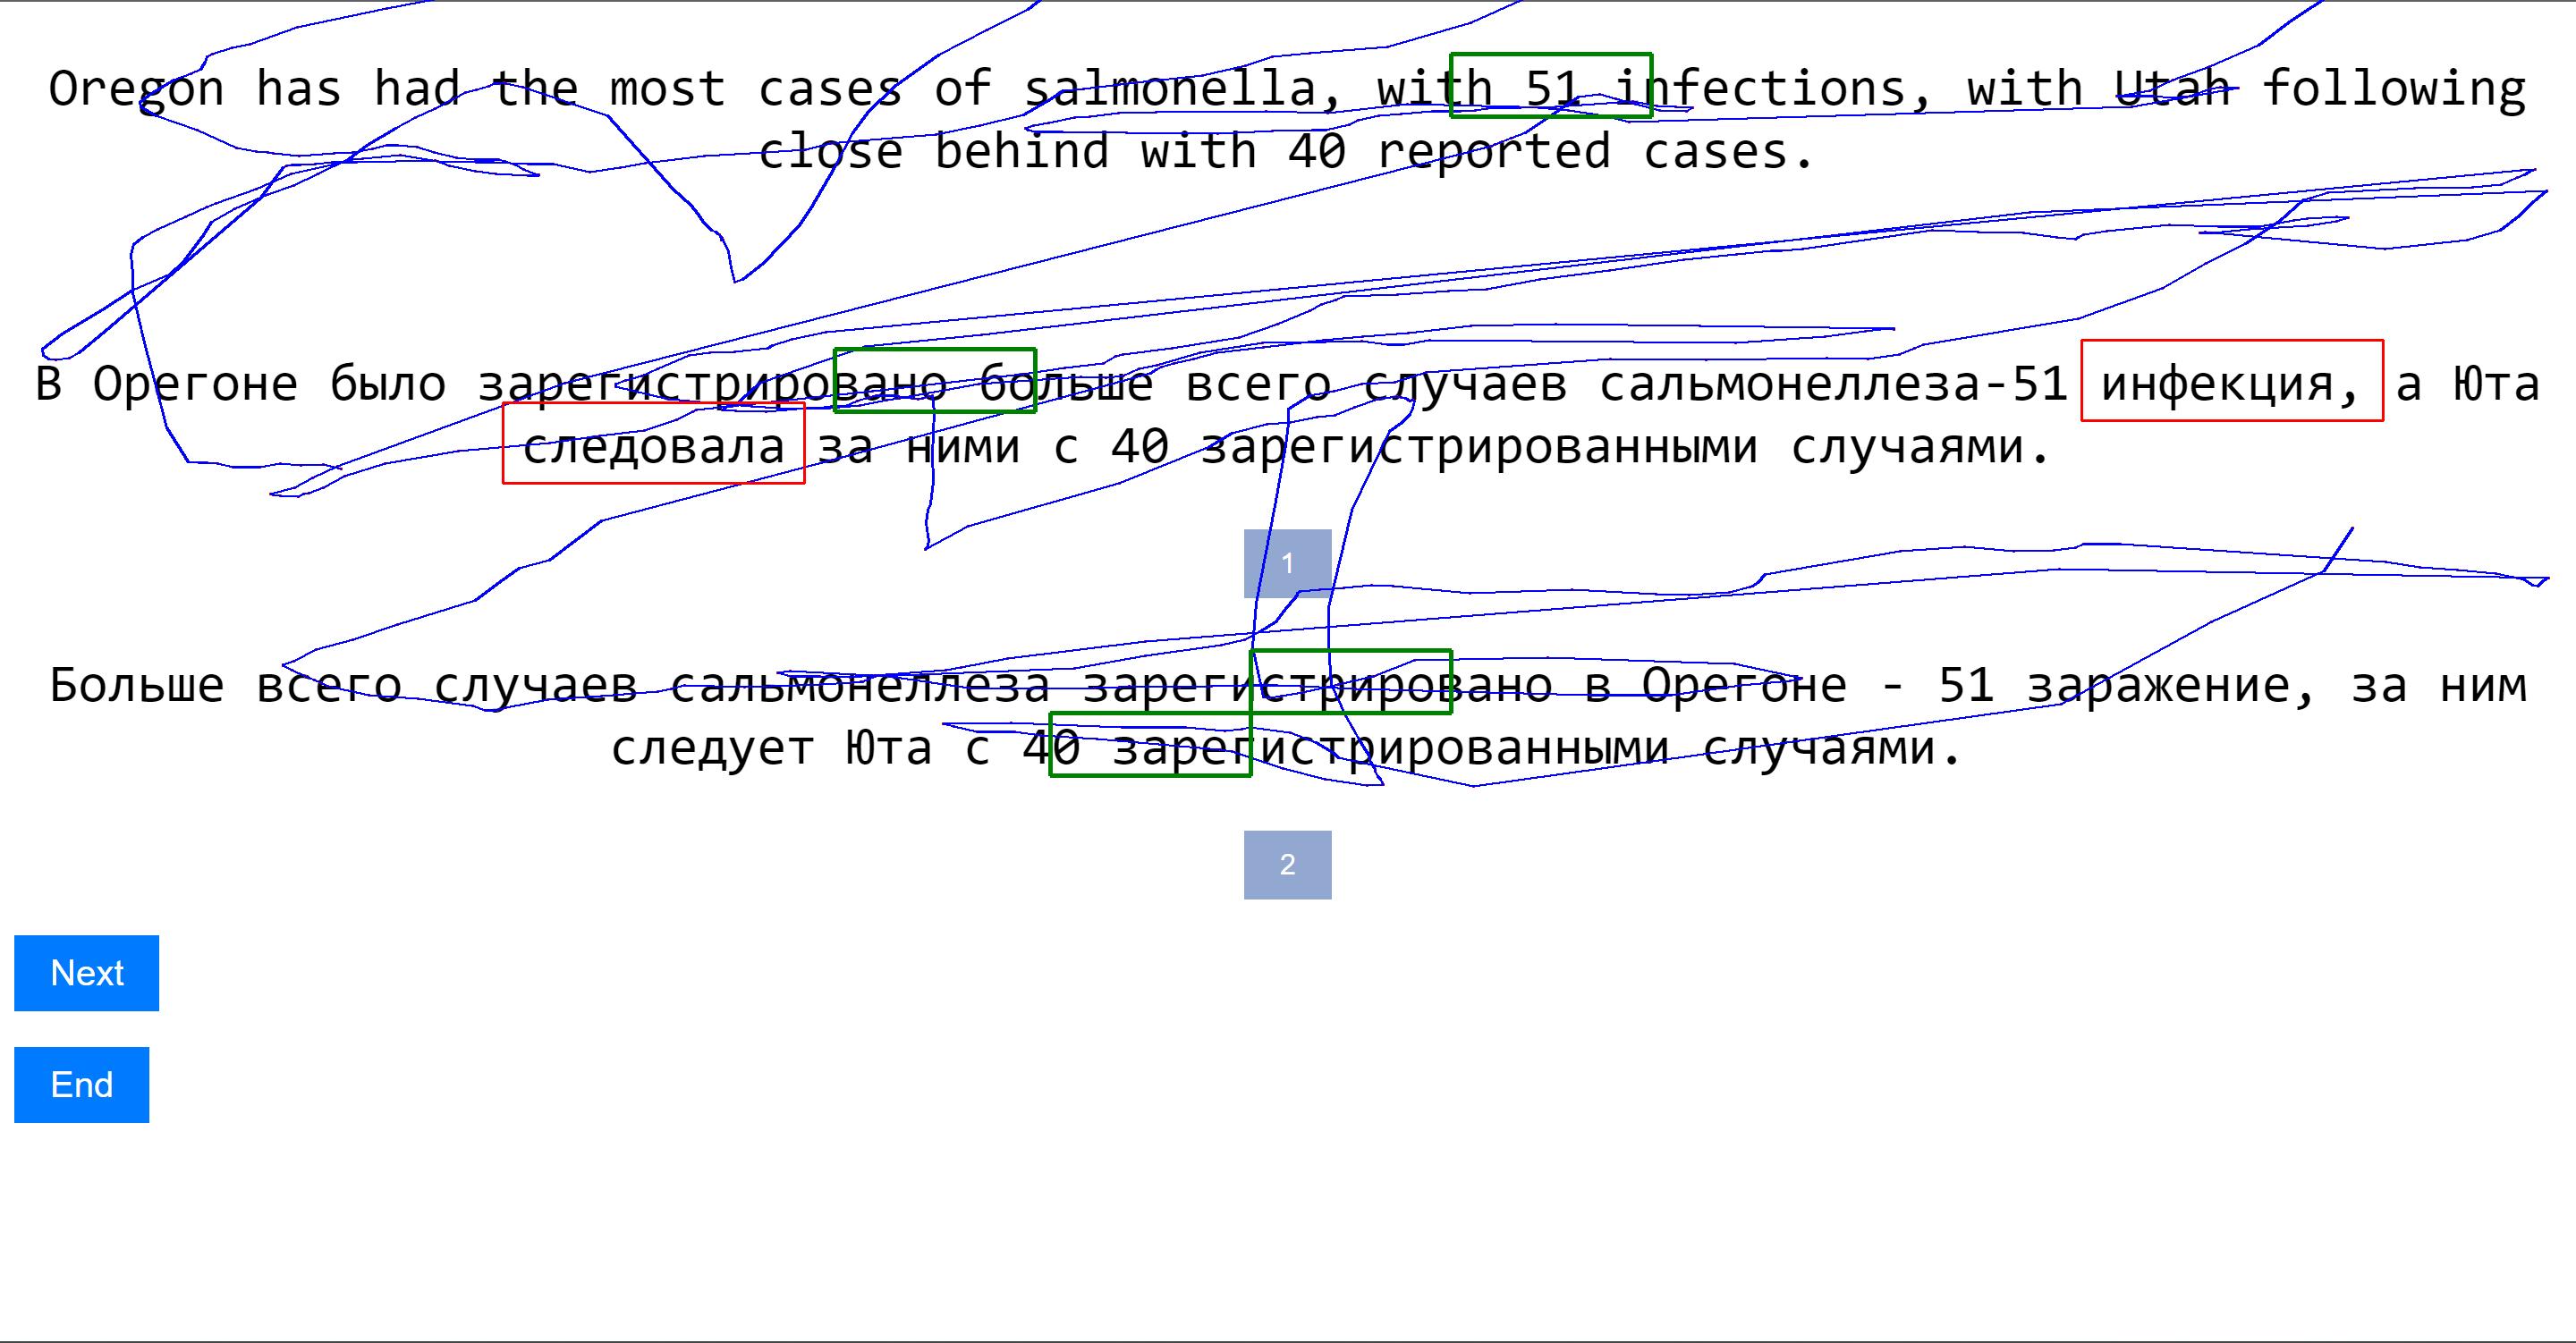 Oregon has had the most cases of salmonella, with 51 infections, with Utah following
close behind with 40 reported cases.
В Орегоне было зарегистрировано больше всего случаев сальмонеллеза-51 инфекция, а Юта
следовала за ними с 40 зарегистрированными случаями.
1
Больше всего случаев сальмонеллеза зарегистрировано в Орегоне - 51 заражение, за ним
следует Юта с 40 зарегистрированными случаями.
2
Next
End